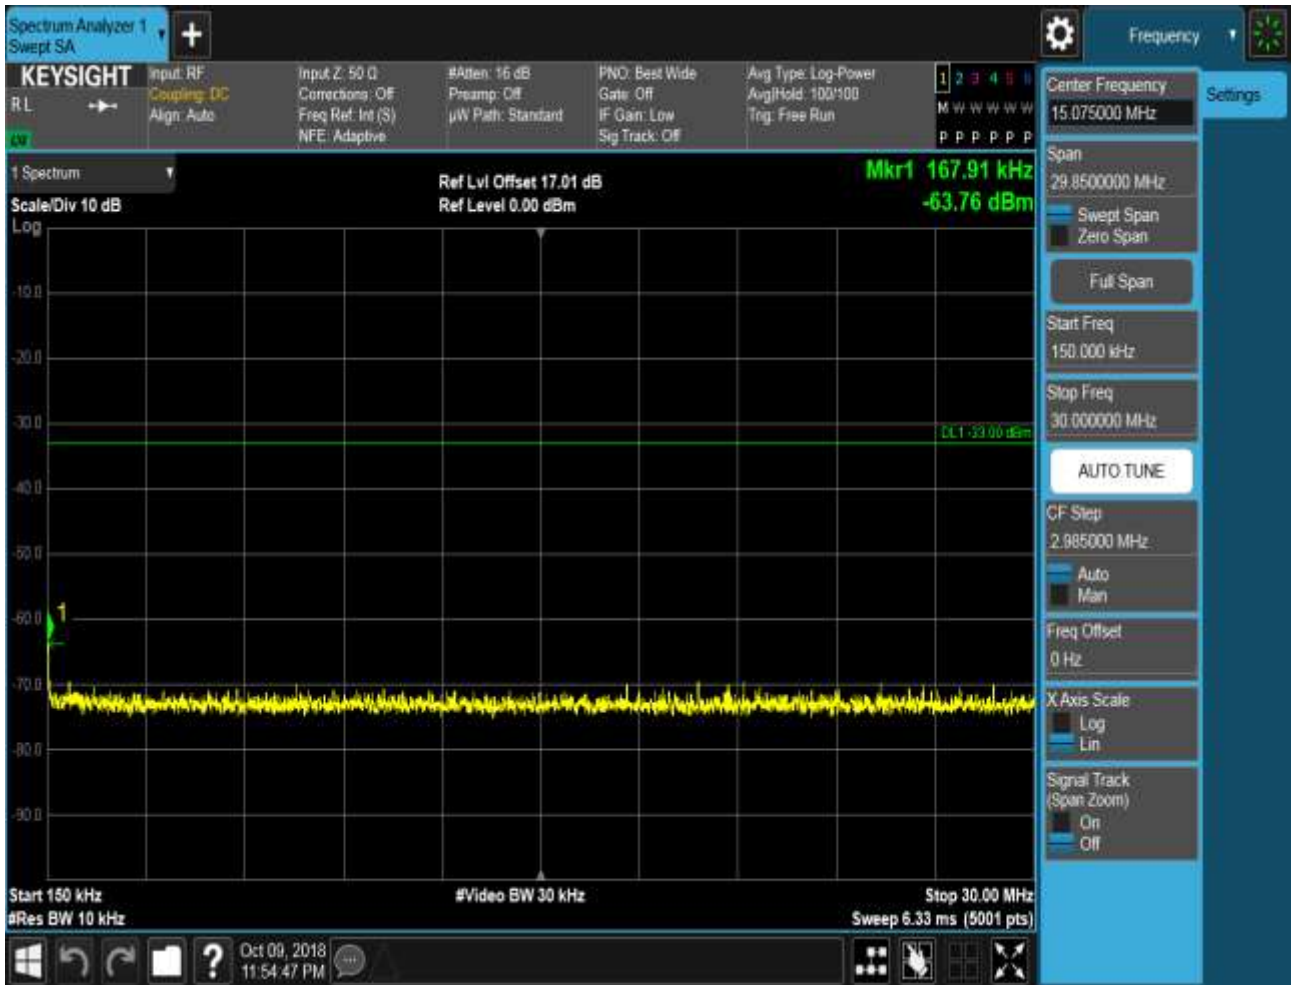 Spectrum Analyzer 1
Swept SA
Frequency
KEYSIGHT
RL
Input: RF
Coupling: DC
Align: Auto
Input Z: 50 Ω
Corrections: Off
Freq Ref: Int (S)
NFE: Adaptive
#Atten: 16 dB
Preamp: Off
µW Path: Standard
PNO: Best Wide
Gate: Off
IF Gain: Low
Sig Track: Off
Avg Type: Log-Power
Avg|Hold: 100/100
Trig: Free Run
1 2 3 4 5 6
M W W W W W
P P P P P P
1 Spectrum
Scale/Div 10 dB
Log
Ref Lvl Offset 17.01 dB
Ref Level 0.00 dBm
Mkr1 167.91 kHz
-63.76 dBm
-10.0
-20.0
-30.0
DL1 -33.00 dBm
-40.0
-50.0
-60.0
1
-70.0
-80.0
-90.0
Start 150 kHz
#Video BW 30 kHz
Stop 30.00 MHz
#Res BW 10 kHz
Sweep 6.33 ms (5001 pts)
Oct 09, 2018
11:54:47 PM
Center Frequency
15.075000 MHz
Settings
Span
29.8500000 MHz
Swept Span
Zero Span
Full Span
Start Freq
150.000 kHz
Stop Freq
30.000000 MHz
AUTO TUNE
CF Step
2.985000 MHz
Auto
Man
Freq Offset
0 Hz
X Axis Scale
Log
Lin
Signal Track
(Span Zoom)
On
Off